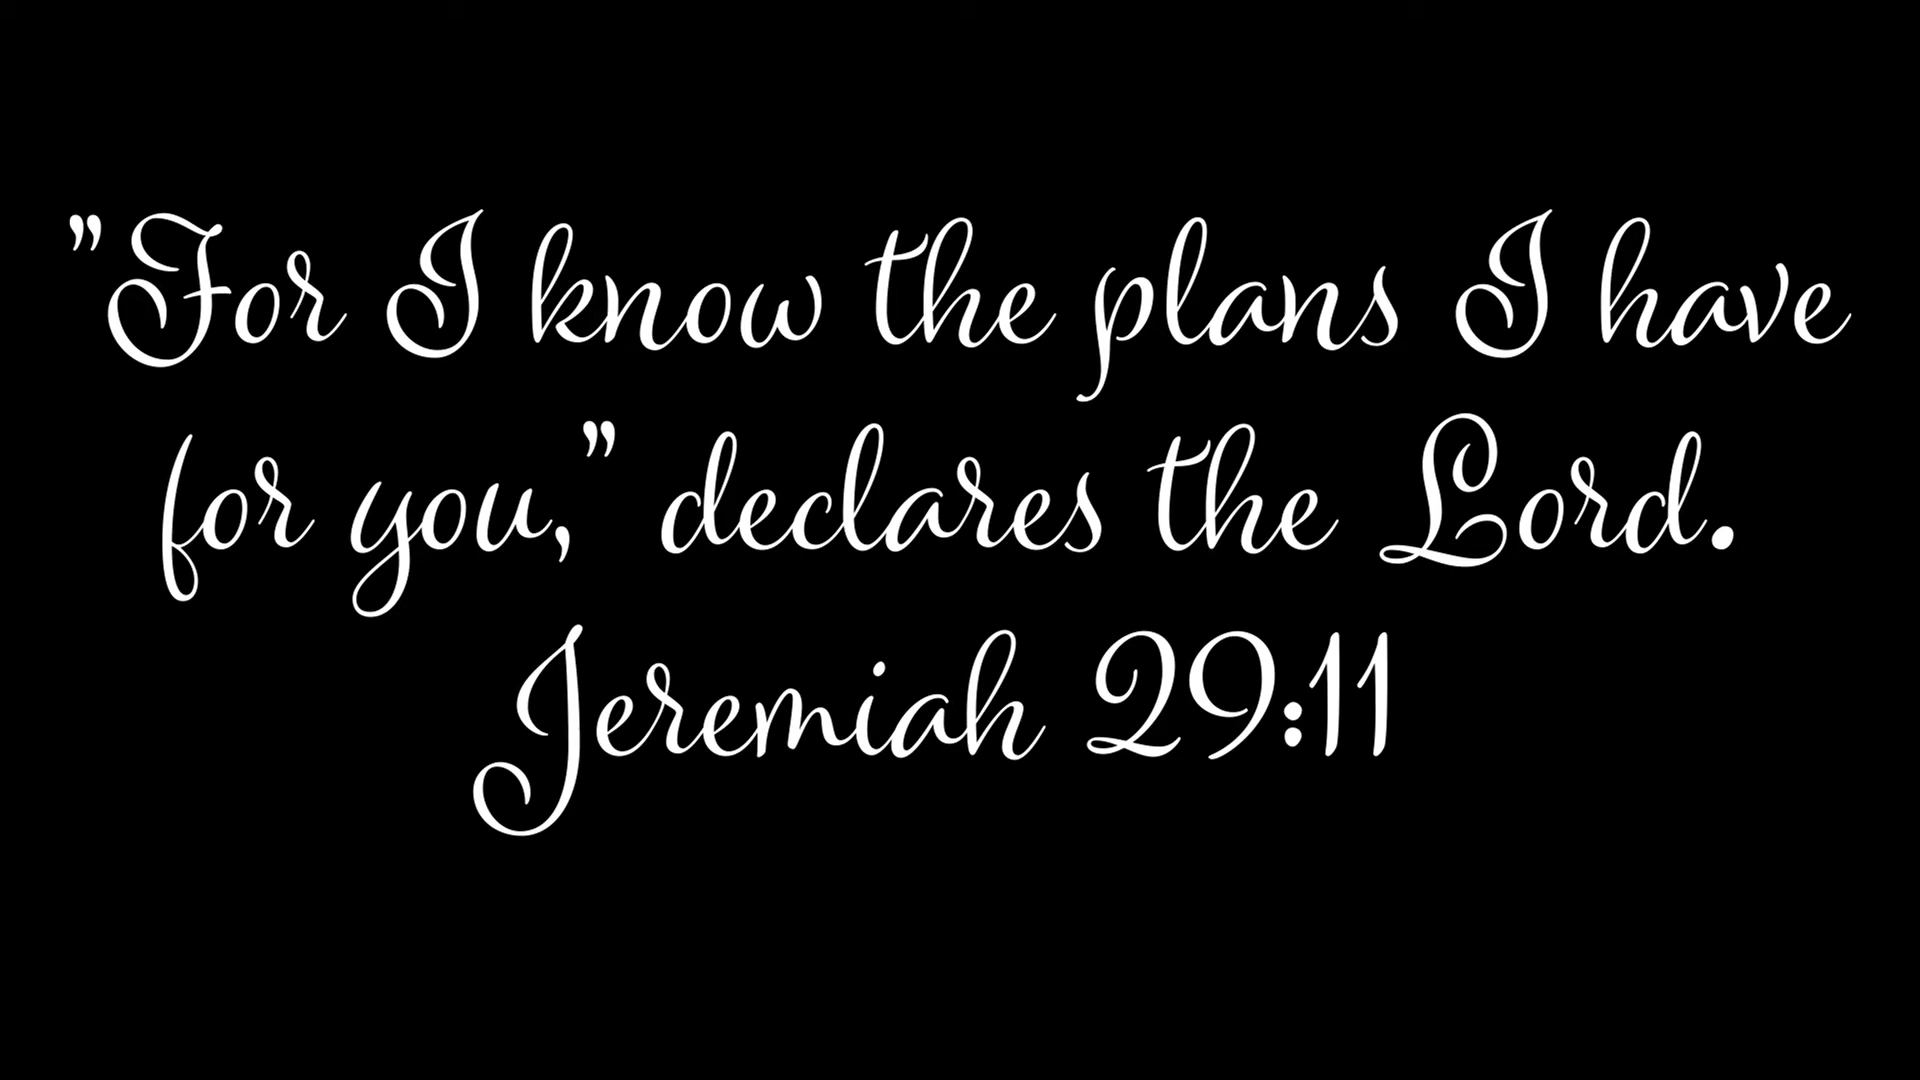 "For I know the plans I have
for you," declares the Lord.
Jeremiah 29:11